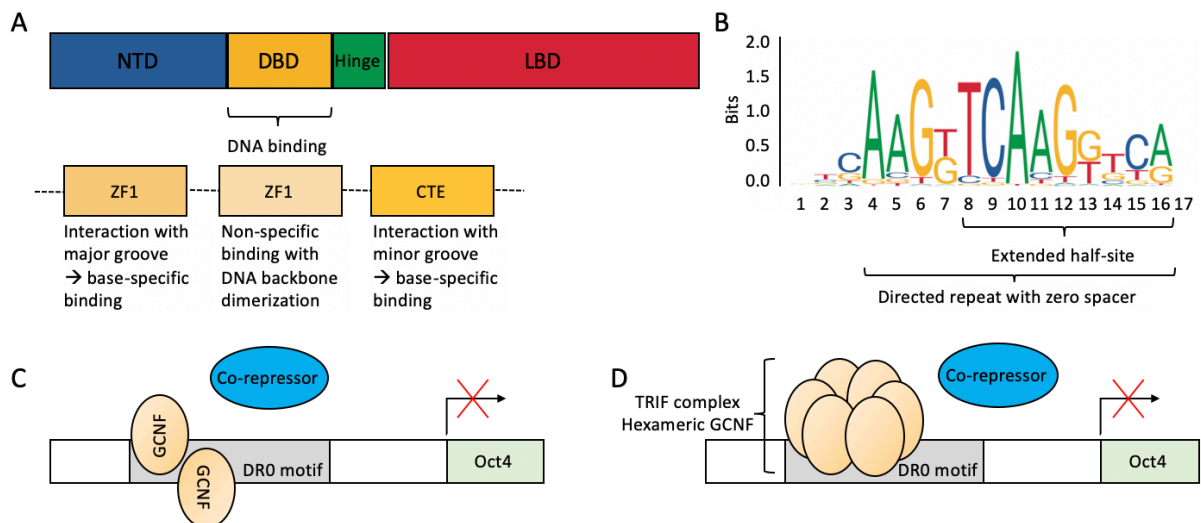 A
NTD
DBD
Hinge
LBD
DNA binding
ZF1
ZF1
CTE
Interaction with
major groove
→ base-specific
binding
Non-specific
binding with
DNA backbone
dimerization
Interaction with
minor groove
→ base-specific
binding
B
2.0
1.5
1.0
0.5
0.0
Bits
1 2 3 4 5 6 7 8 9 10 11 12 13 14 15 16 17
CAAGTTCAAGGTCA
Extended half-site
Directed repeat with zero spacer
C
Co-repressor
GCNF
GCNF
DR0 motif
Oct4
D
TRIF complex
Hexameric GCNF
Co-repressor
DR0 motif
Oct4